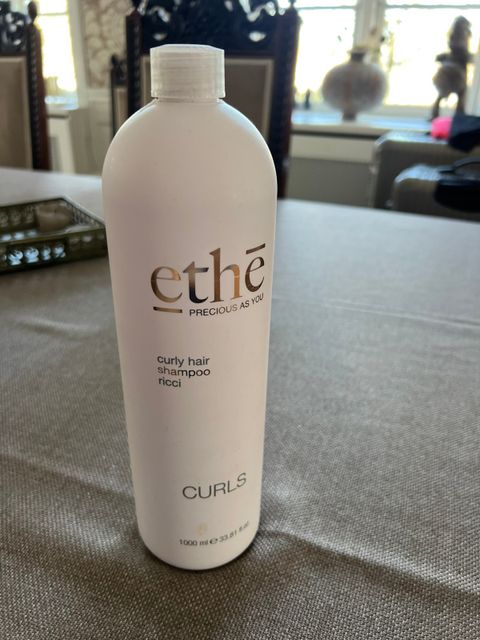 ethē
PRECIOUS AS YOU
curly hair
shampoo
ricci
CURLS
1000 ml ℮ 33.81 fl.oz